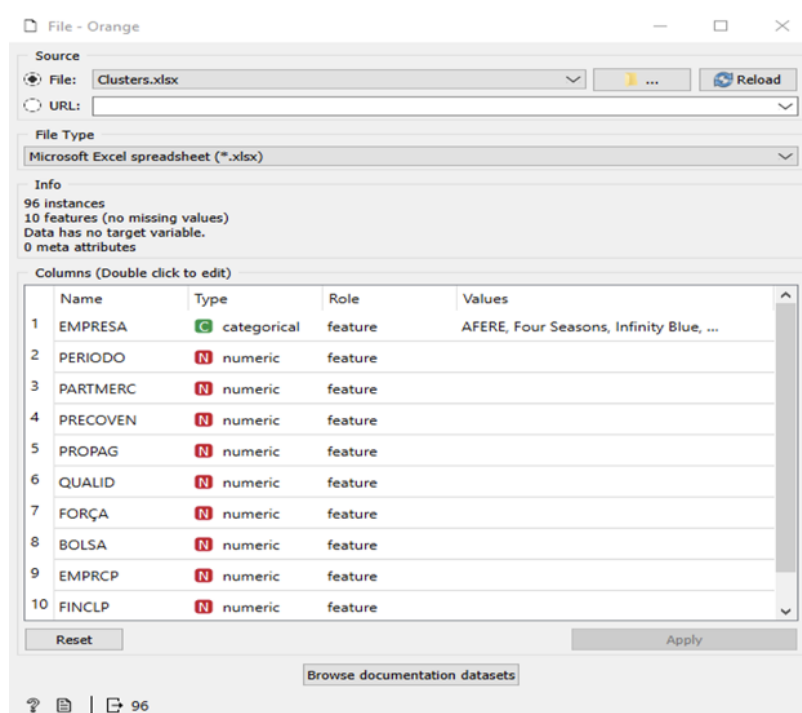 File - Orange
Source
File: Clusters.xlsx ... Reload
URL:
File Type
Microsoft Excel spreadsheet (*.xlsx)
Info
96 instances
10 features (no missing values)
Data has no target variable.
0 meta attributes
Columns (Double click to edit)
Name Type Role Values
1 EMPRESA C categorical feature AFERE, Four Seasons, Infinity Blue, ...
2 PERIODO N numeric feature
3 PARTMERC N numeric feature
4 PRECOVEN N numeric feature
5 PROPAG N numeric feature
6 QUALID N numeric feature
7 FORÇA N numeric feature
8 BOLSA N numeric feature
9 EMPRCP N numeric feature
10 FINCLP N numeric feature
Reset Apply
Browse documentation datasets
? 96